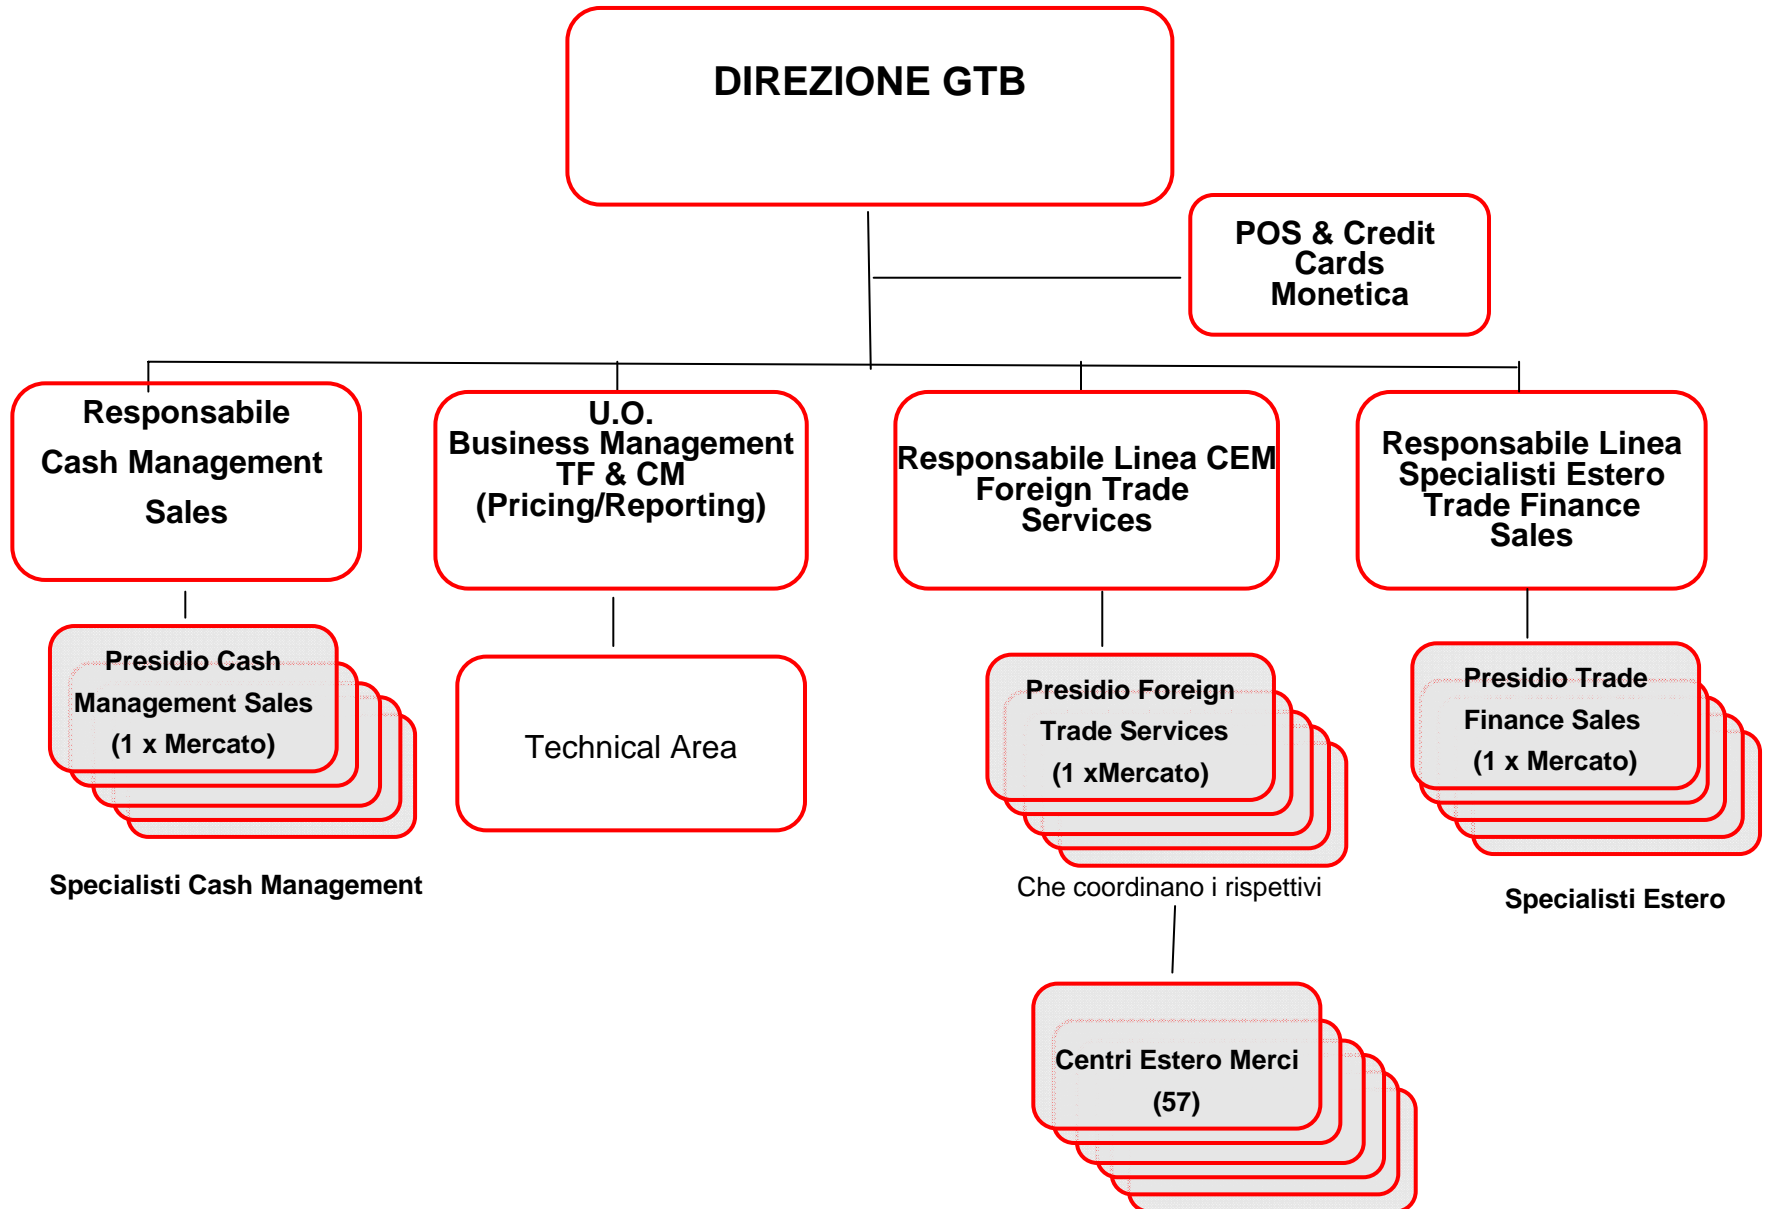 DIREZIONE GTB
POS & Credit
Cards
Monetica
Responsabile
Cash Management
Sales
U.O.
Business Management
TF & CM
(Pricing/Reporting)
Responsabile Linea CEM
Foreign Trade
Services
Responsabile Linea
Specialisti Estero
Trade Finance
Sales
Presidio Cash
Management Sales
(1 x Mercato)
Technical Area
Presidio Foreign
Trade Services
(1 xMercato)
Presidio Trade
Finance Sales
(1 x Mercato)
Specialisti Cash Management
Che coordinano i rispettivi
Specialisti Estero
Centri Estero Merci
(57)